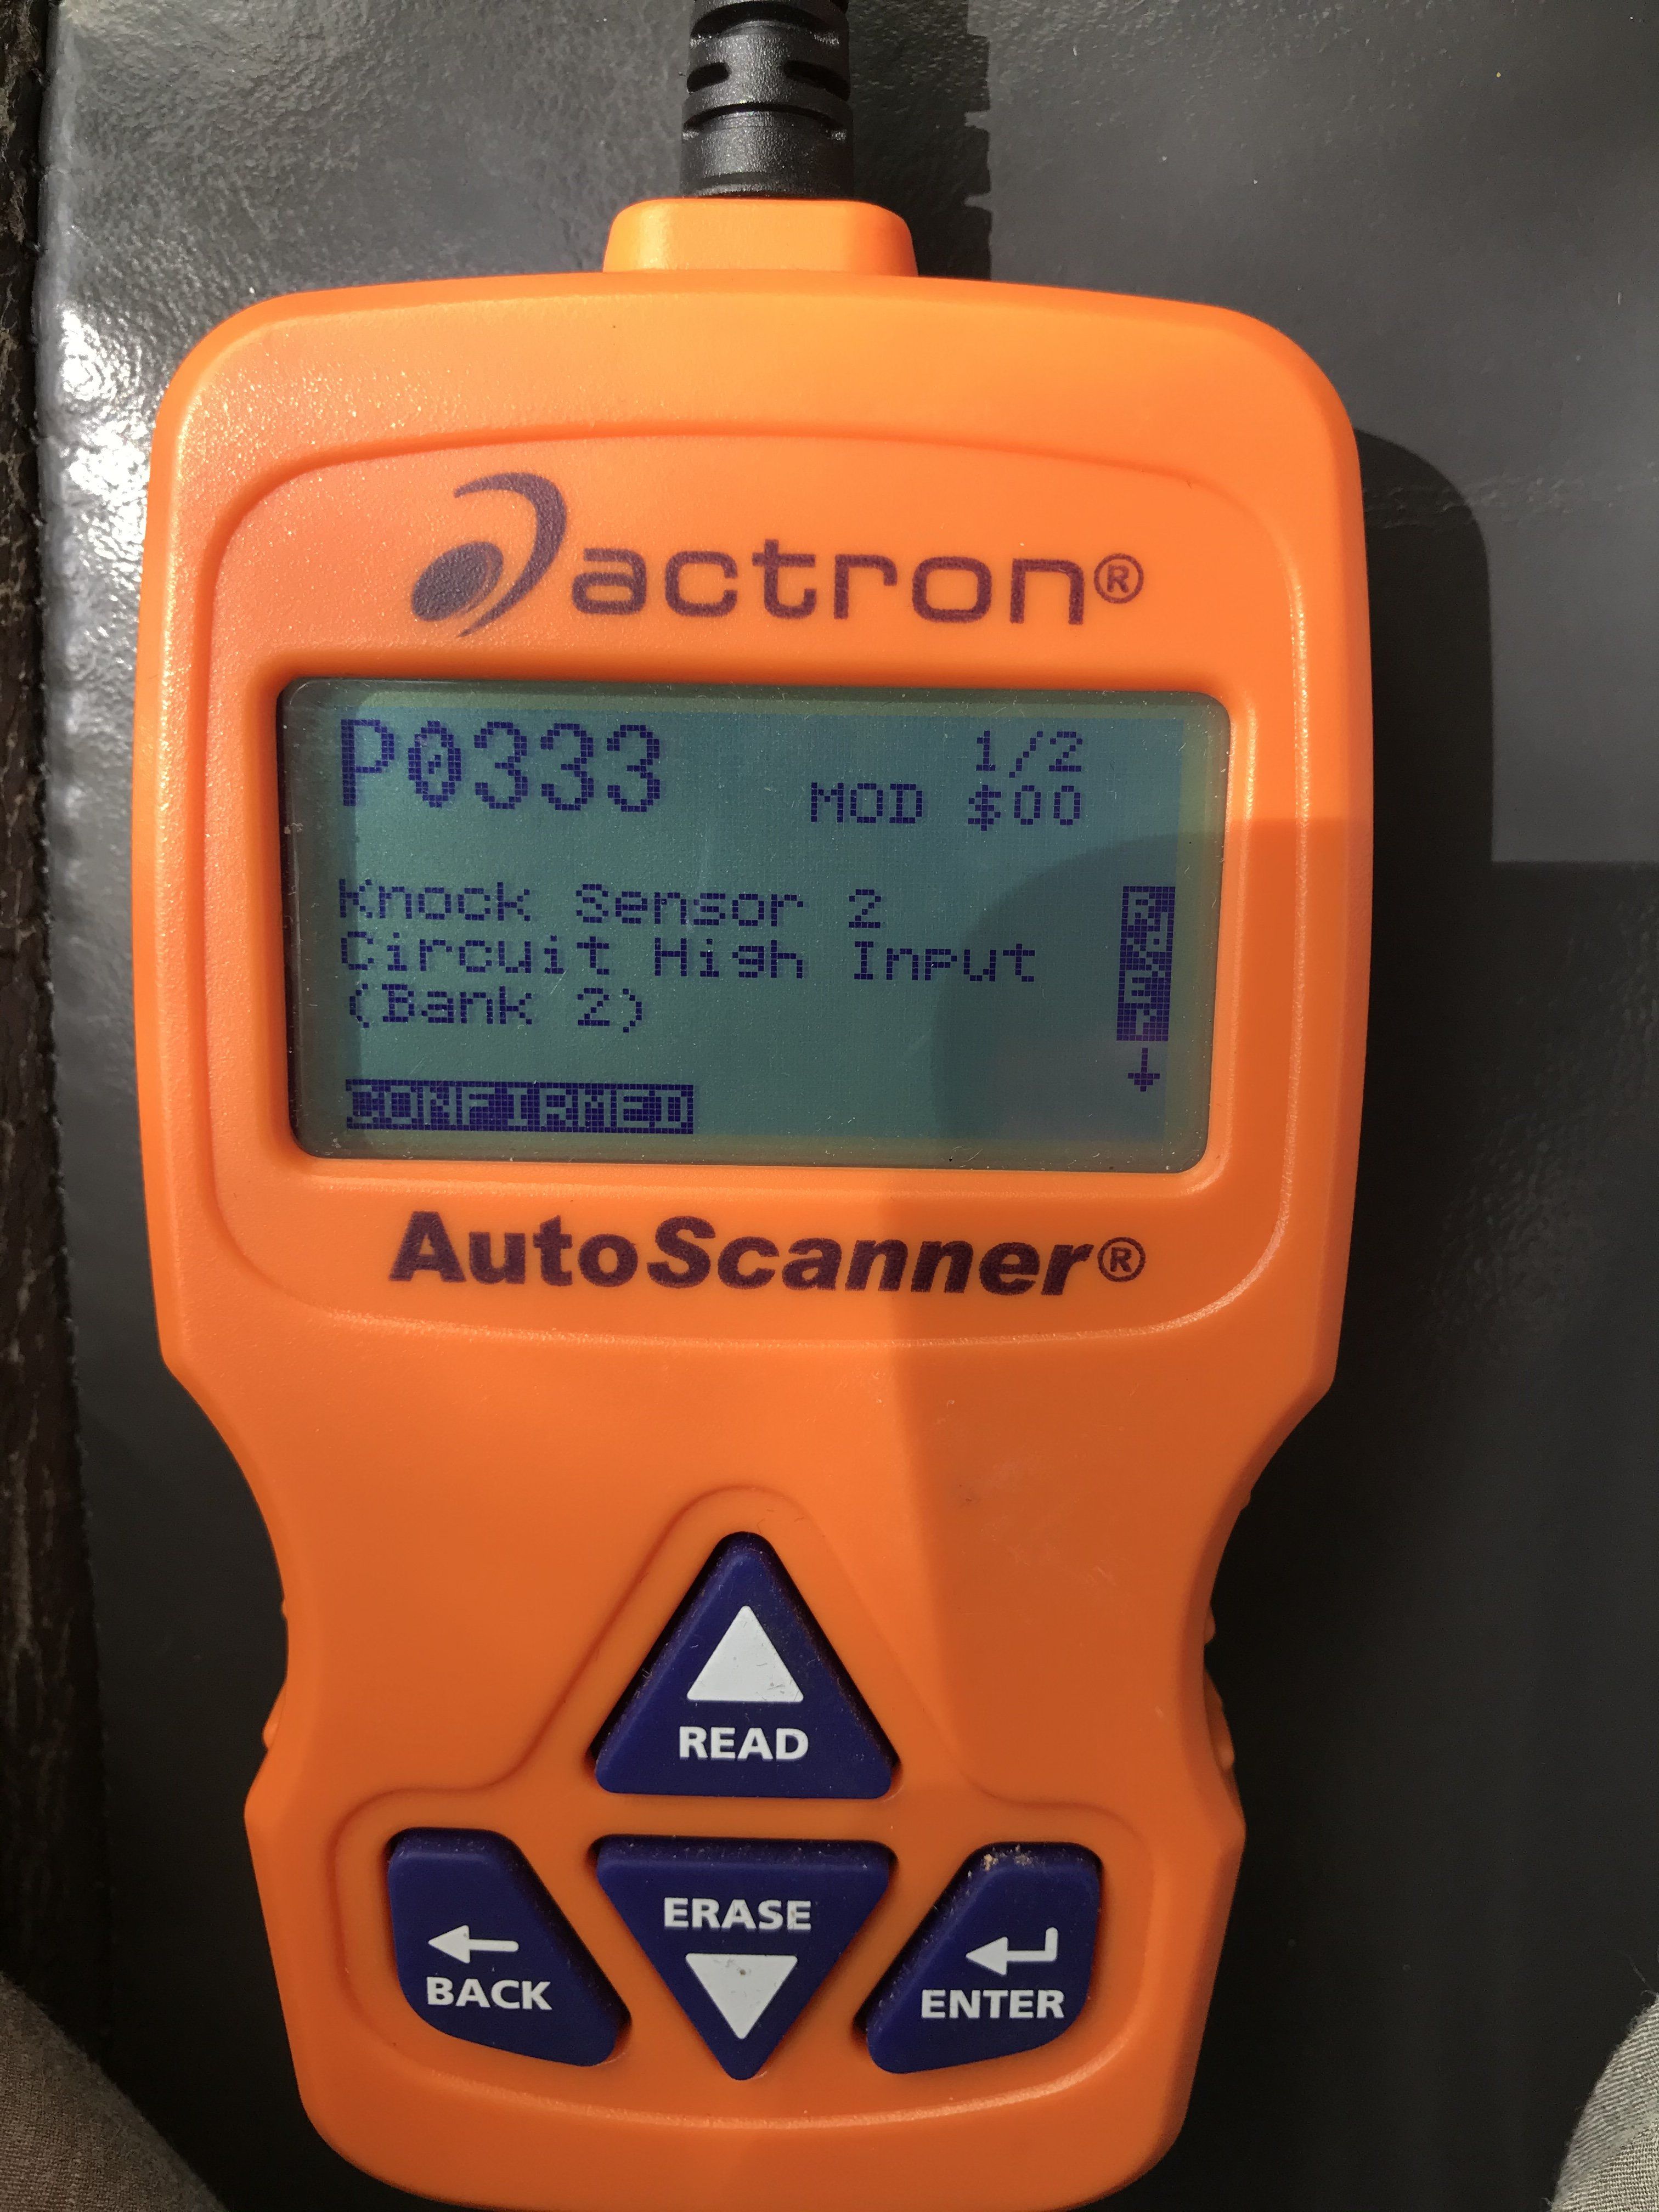 actron®
P0333 1/2
MOD $00
Knock Sensor 2
Circuit High Input
(Bank 2)
CONFIRMED
AutoScanner®
READ
BACK
ERASE
ENTER